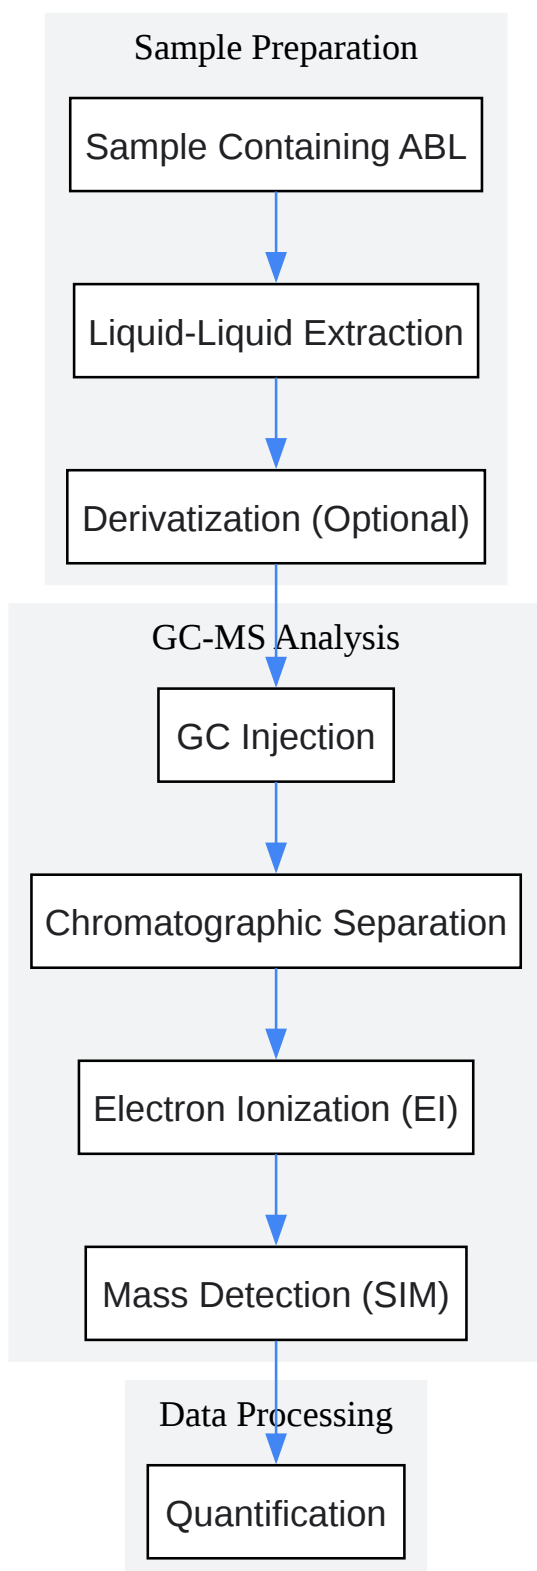 Sample Preparation
Sample Containing ABL
Liquid-Liquid Extraction
Derivatization (Optional)
GC-MS Analysis
GC Injection
Chromatographic Separation
Electron Ionization (EI)
Mass Detection (SIM)
Data Processing
Quantification